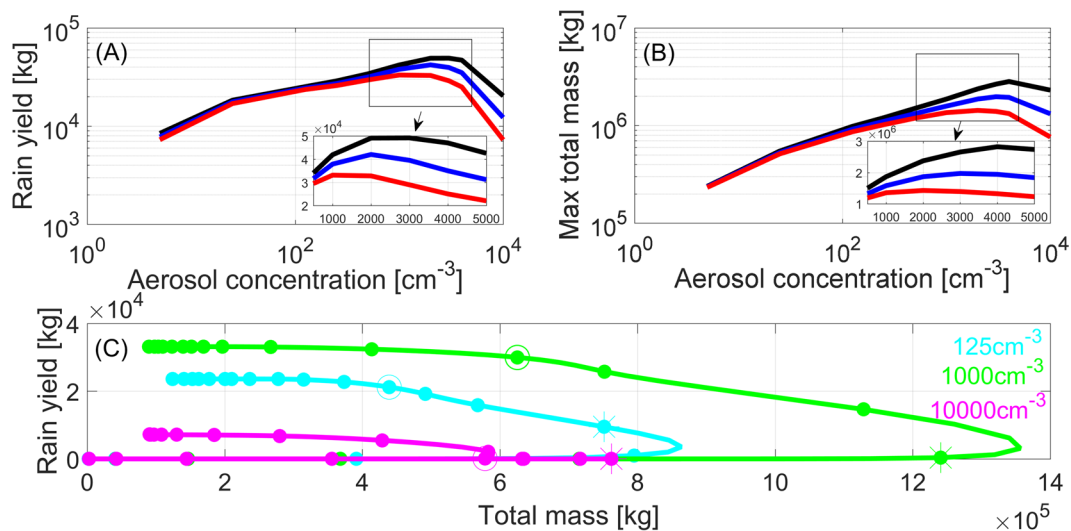 (A)
Rain yield [kg]
10^5
10^4
10^3
×10^4
5
4
3
2
1000 2000 3000 4000 5000
10^0 10^2 10^4
Aerosol concentration [cm^-3]
(B)
Max total mass [kg]
10^7
10^6
10^5
×10^6
3
2
1
1000 2000 3000 4000 5000
10^0 10^2 10^4
Aerosol concentration [cm^-3]
×10^4
(C)
Rain yield [kg]
4
2
0
125cm^-3
1000cm^-3
10000cm^-3
0 2 4 6 8 10 12 14
Total mass [kg]
×10^5